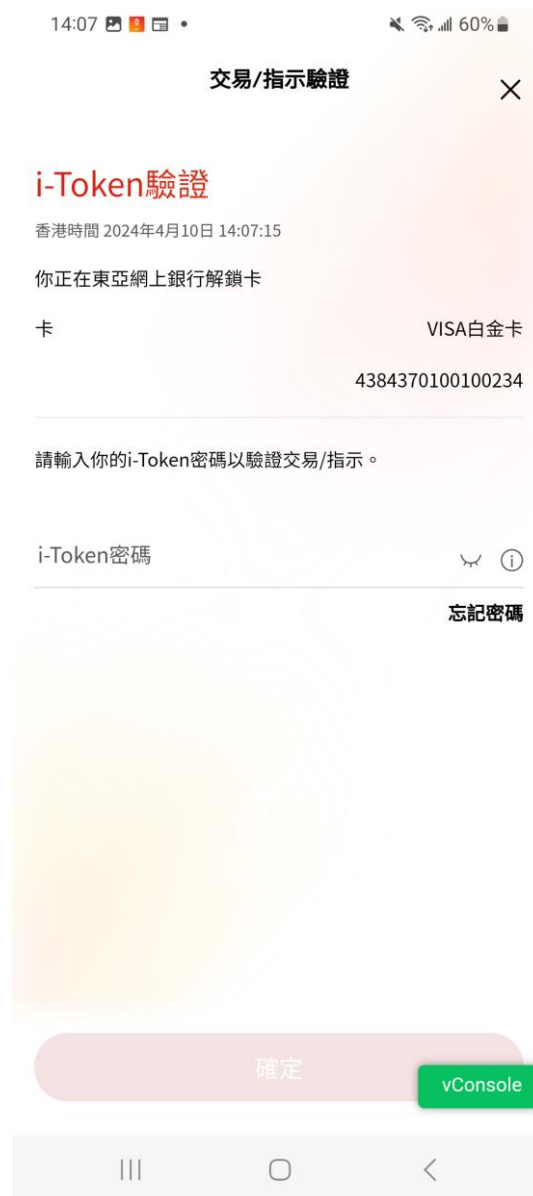 14:07
60%
交易/指示驗證
i-Token驗證
香港時間 2024年4月10日 14:07:15
你正在東亞網上銀行解鎖卡
卡 VISA白金卡
4384370100100234
請輸入你的i-Token密碼以驗證交易/指示。
i-Token密碼
忘記密碼
確定
vConsole